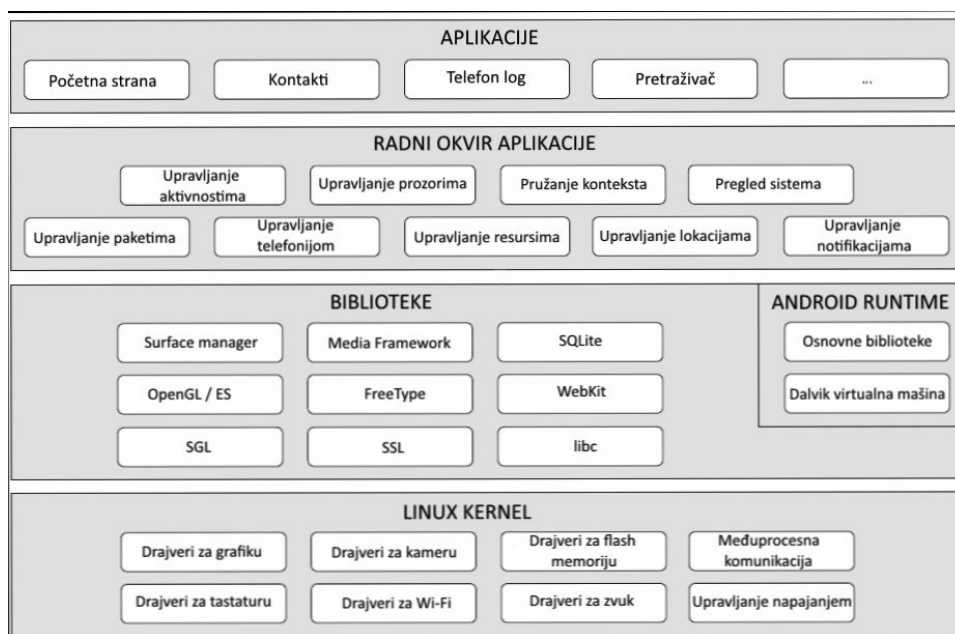 APLIKACIJE
Početna strana
Kontakti
Telefon log
Pretraživač
...
RADNI OKVIR APLIKACIJE
Upravljanje
aktivnostima
Upravljanje prozorima
Pružanje konteksta
Pregled sistema
Upravljanje paketima
Upravljanje
telefonijom
Upravljanje resursima
Upravljanje lokacijama
Upravljanje
notifikacijama
BIBLIOTEKE
Surface manager
Media Framework
SQLite
OpenGL / ES
FreeType
WebKit
SGL
SSL
libc
ANDROID RUNTIME
Osnovne biblioteke
Dalvik virtualna mašina
LINUX KERNEL
Drajveri za grafiku
Drajveri za kameru
Drajveri za flash
memoriju
Međuprocesna
komunikacija
Drajveri za tastaturu
Drajveri za Wi-Fi
Drajveri za zvuk
Upravljanje napajanjem